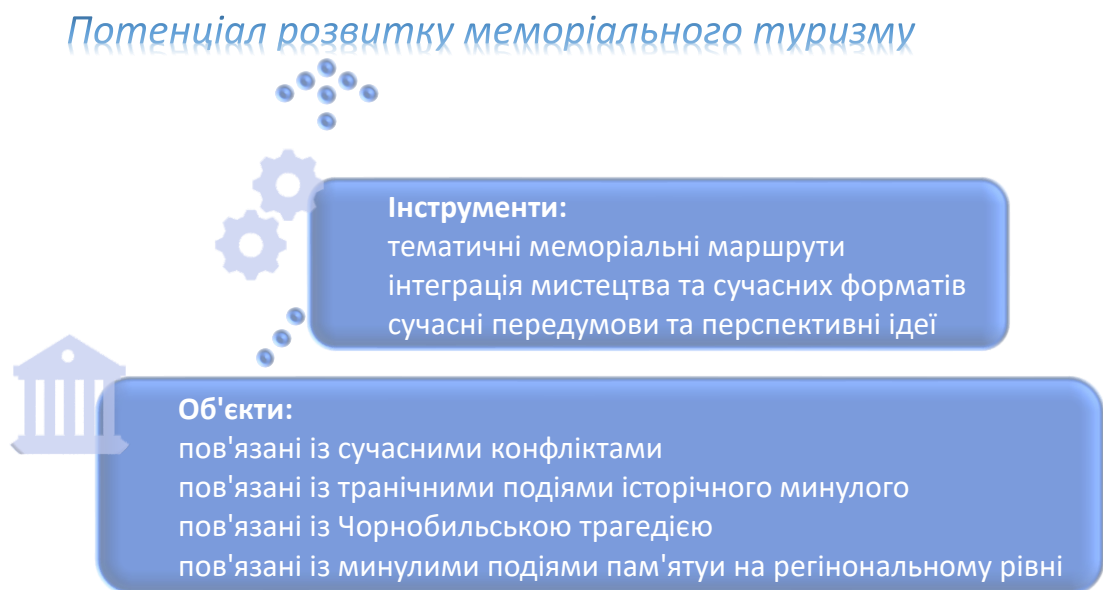 Потенціал розвитку меморіального туризму
Інструменти:
тематичні меморіальні маршрути
інтеграція мистецтва та сучасних форматів
сучасні передумови та перспективні ідеї
Об'єкти:
пов'язані із сучасними конфліктами
пов'язані із транічними подіями історичного минулого
пов'язані із Чорнобильською трагедією
пов'язані із минулими подіями пам'ятуи на регінональному рівні